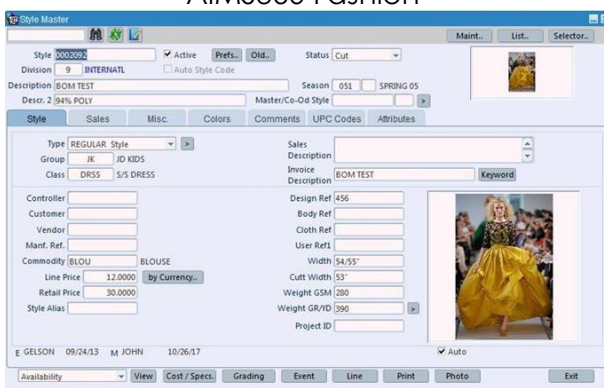 AIMS000 Fashion
Style Master
Maint.. List.. Selector..
Style 0002092 Active Prefs.. Old.. Status Cut
Division 9 INTERNATL Auto Style Code
Description BOM TEST Season 051 SPRING 05
Descr. 2 94% POLY Master/Co-Od Style >
Style Sales Misc. Colors Comments UPC Codes Attributes
Type REGULAR Style > Sales Description
Group JK JD KIDS
Class DRSS S/S DRESS Invoice Description BOM TEST Keyword
Controller Design Ref 456
Customer Body Ref
Vendor Cloth Ref
Manf. Ref. User Ref1
Commodity BLOU BLOUSE Width 54/55"
Line Price 12.0000 by Currency.. Cutt Width 53"
Retail Price 30.0000 Weight GSM 280
Style Alias Weight GR/YD 390 >
Project ID
E GELSON 09/24/13 M JOHN 10/26/17 Auto
Availability View Cost / Specs. Grading Event Line Print Photo Exit